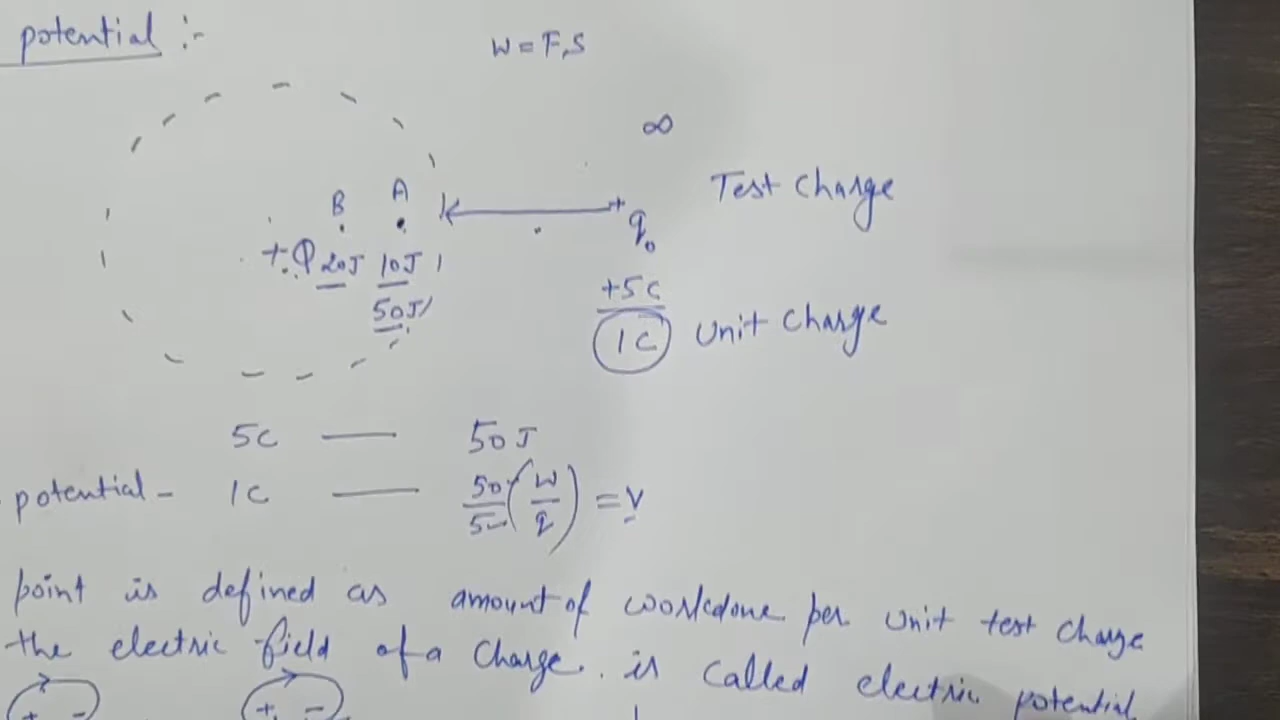 potential :-
W = F.S
∞
Test Charge
B A
+ q₀
+Q 20J 10J
50J
+5C
1C Unit Charge
5C — 50J
potential - 1C — 50/5C (W/q) = V
point is defined as amount of workdone per unit test charge
the electric field of a charge. is called electric potential
+ - + -